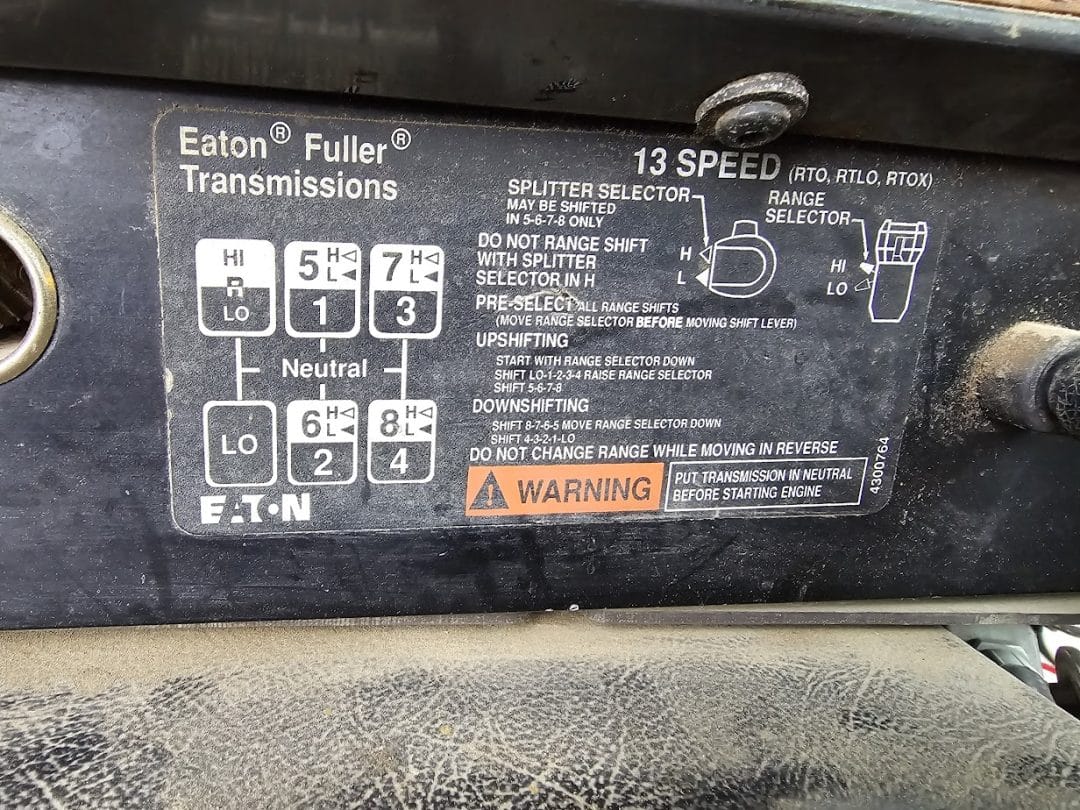 Eaton® Fuller®
Transmissions
13 SPEED (RTO, RTLO, RTOX)
SPLITTER SELECTOR
MAY BE SHIFTED
IN 5-6-7-8 ONLY
RANGE
SELECTOR
DO NOT RANGE SHIFT
WITH SPLITTER
SELECTOR IN H
H
L
HI
LO
PRE-SELECT ALL RANGE SHIFTS
(MOVE RANGE SELECTOR BEFORE MOVING SHIFT LEVER)
UPSHIFTING
START WITH RANGE SELECTOR DOWN
SHIFT LO-1-2-3-4 RAISE RANGE SELECTOR
SHIFT 5-6-7-8
DOWNSHIFTING
SHIFT 8-7-6-5 MOVE RANGE SELECTOR DOWN
SHIFT 4-3-2-1-LO
DO NOT CHANGE RANGE WHILE MOVING IN REVERSE
HI
R
LO
5 H
L
1
7 H
L
3
Neutral
LO
6 H
L
2
8 H
L
4
EATON
WARNING
PUT TRANSMISSION IN NEUTRAL
BEFORE STARTING ENGINE
4300764